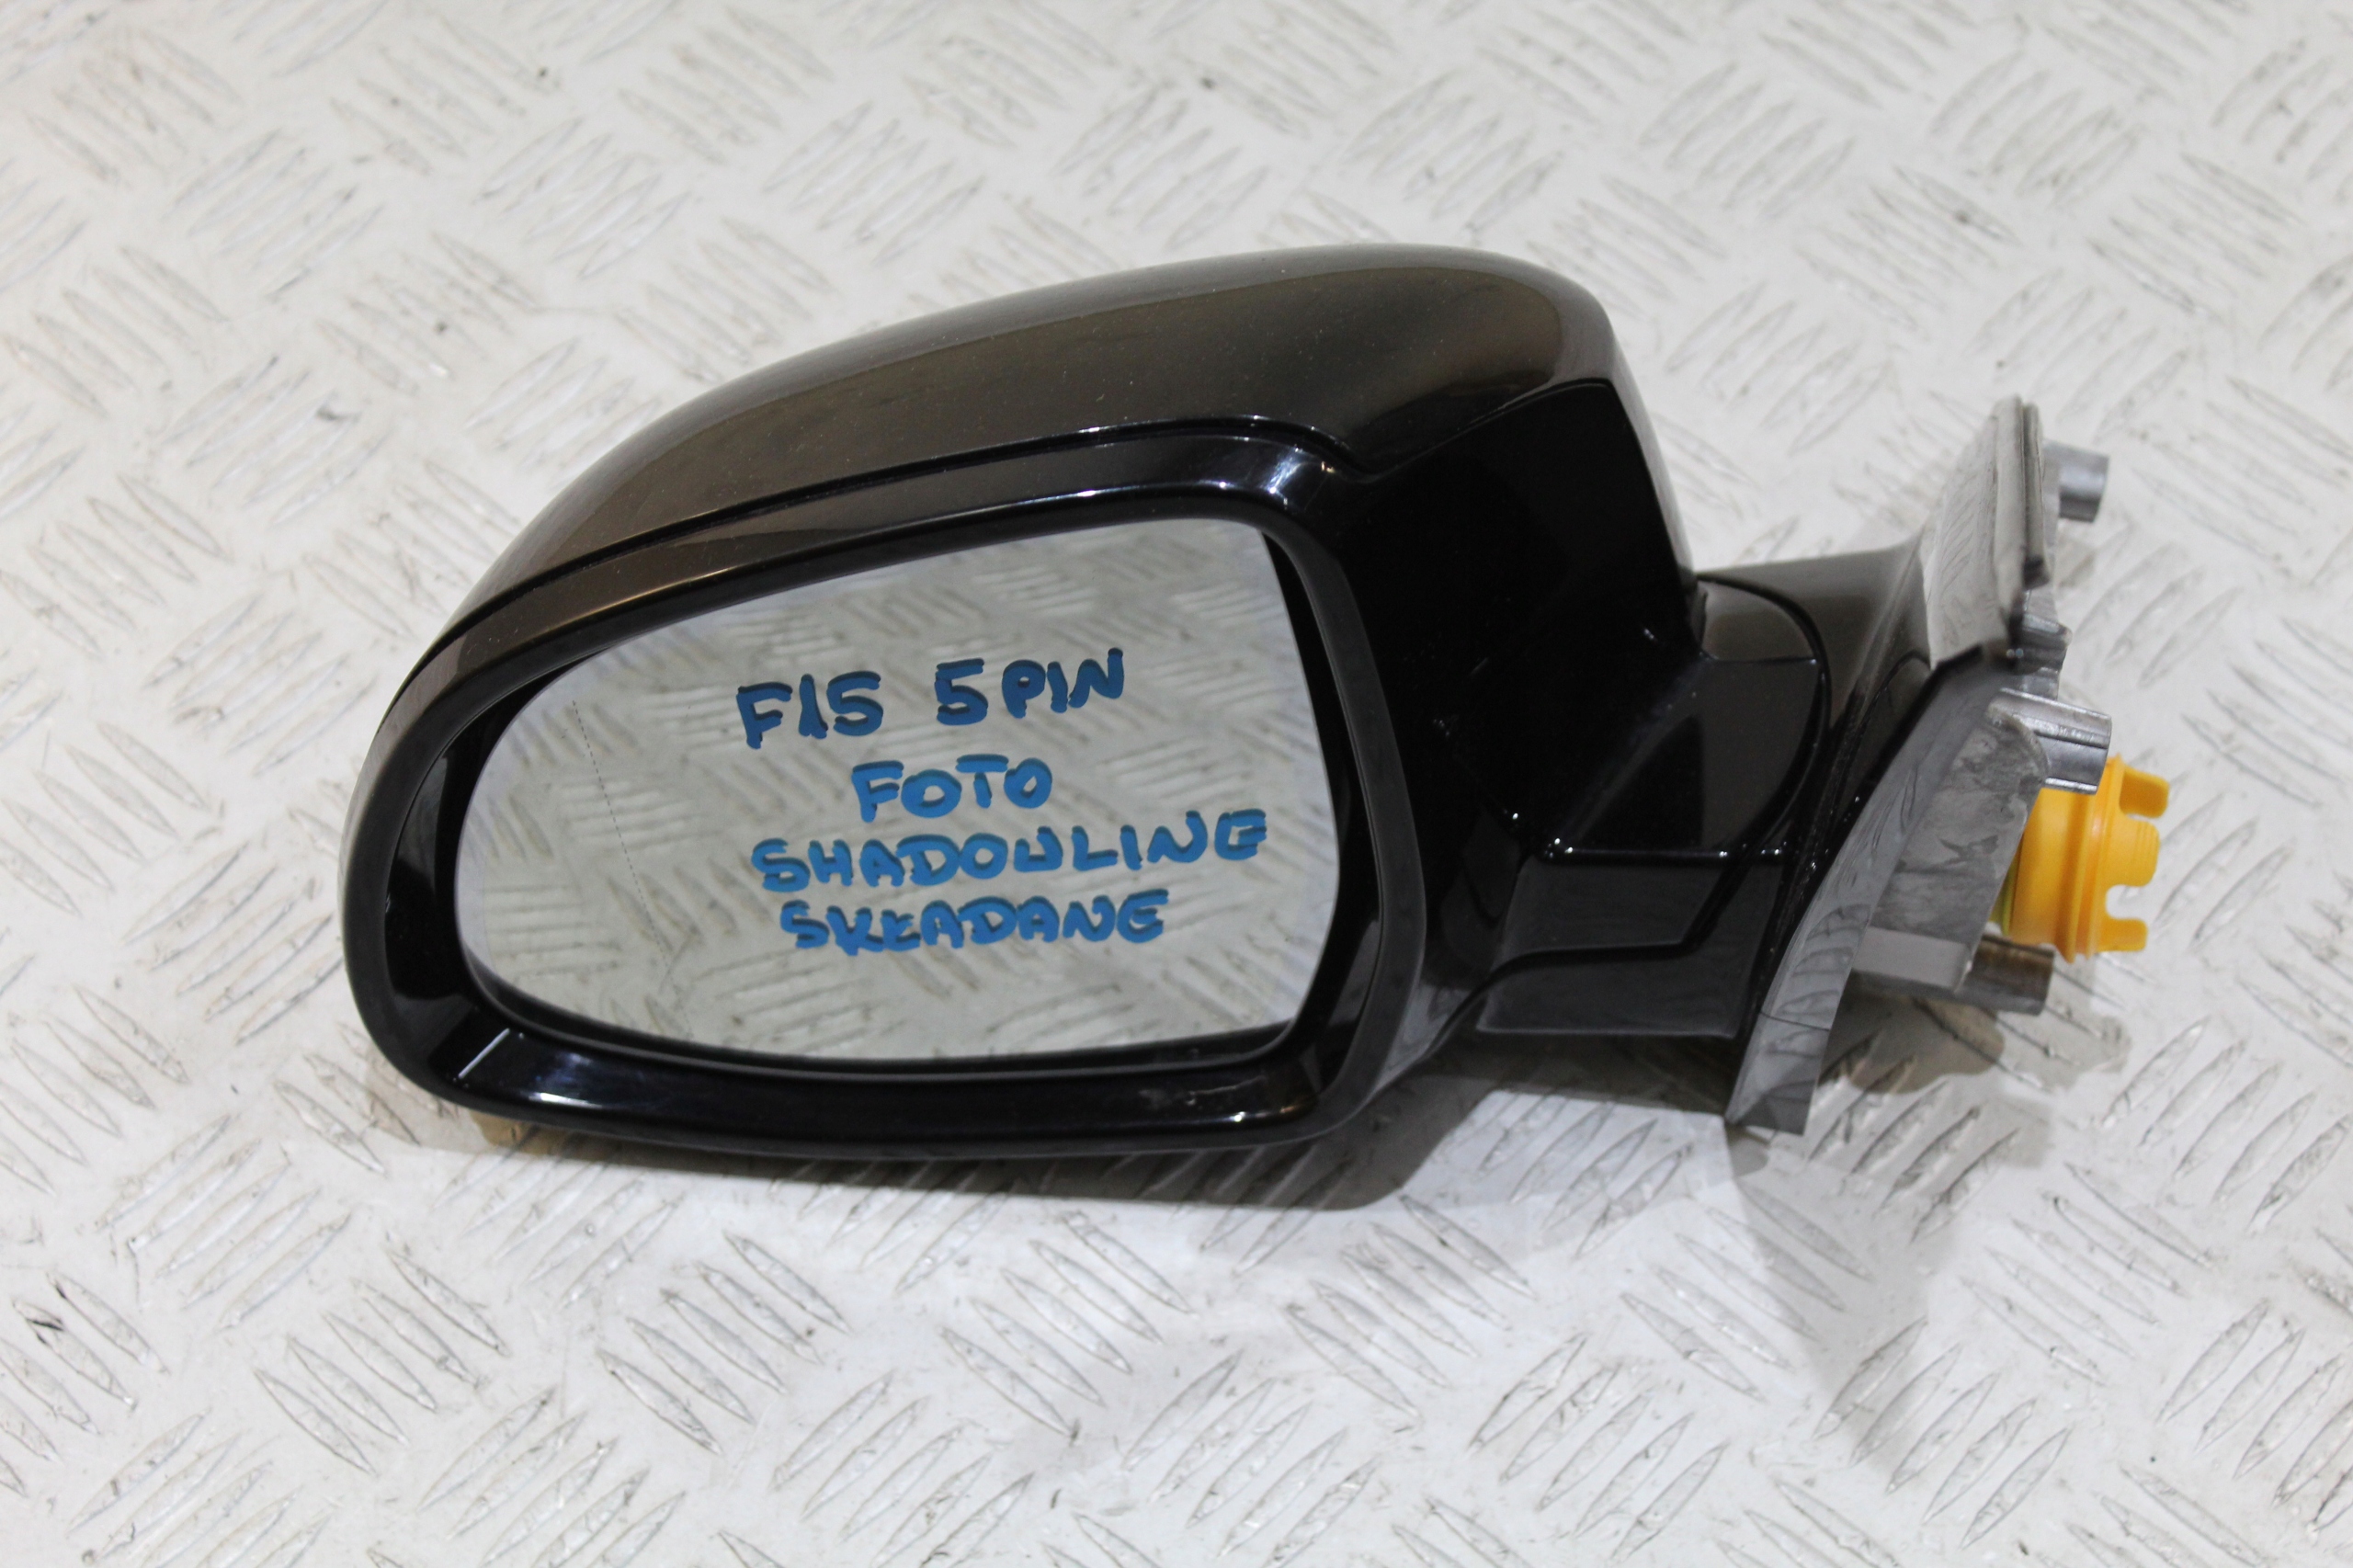 F15 5PIN
FOTO
SHADOWLINE
SKŁADANE